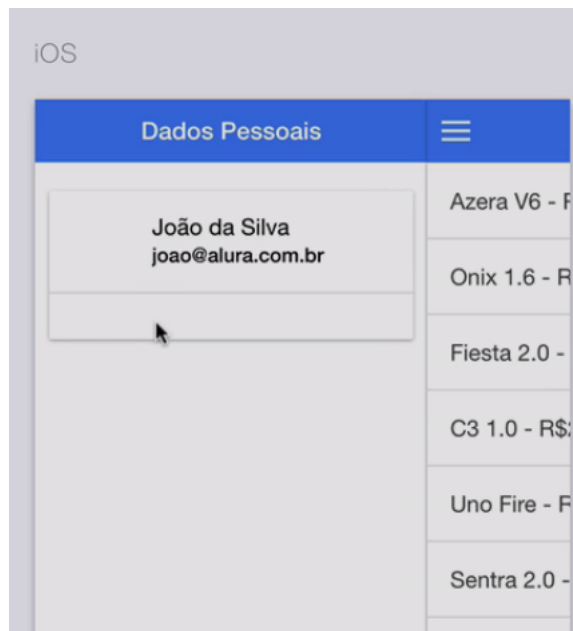 iOS
Dados Pessoais
João da Silva
joao@alura.com.br
Azera V6 -
Onix 1.6 - R
Fiesta 2.0 -
C3 1.0 - R$
Uno Fire -
Sentra 2.0 -